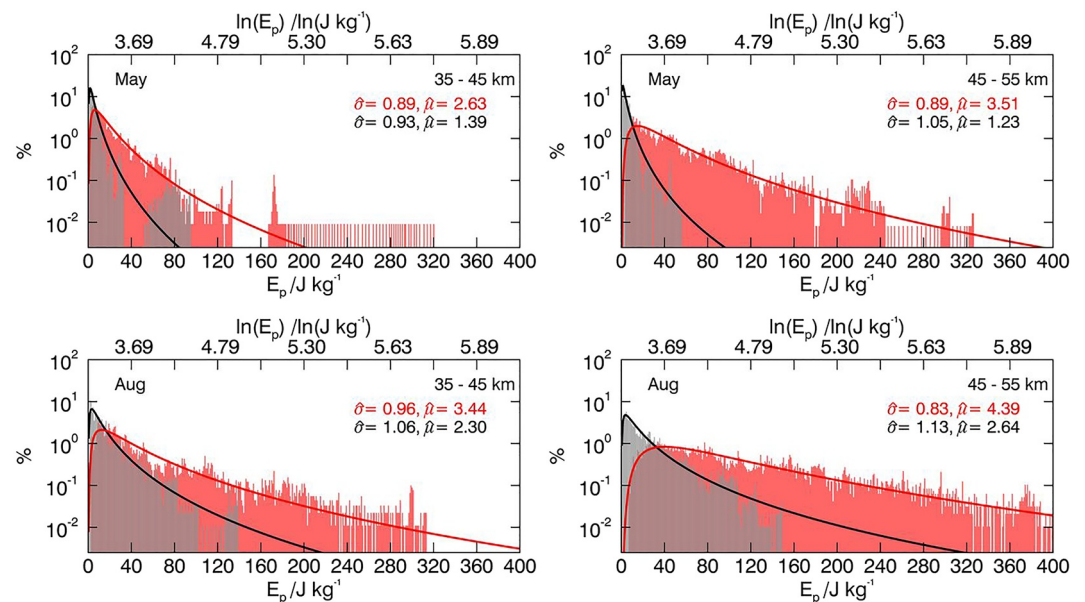 ln(Ep) /ln(J kg-1)
3.69 4.79 5.30 5.63 5.89
10² 10¹ 10⁰ 10⁻¹ 10⁻²
%
May 35 - 45 km
σ̂= 0.89, μ̂= 2.63
σ̂= 0.93, μ̂= 1.39
0 40 80 120 160 200 240 280 320 360 400
Ep /J kg-1
ln(Ep) /ln(J kg-1)
3.69 4.79 5.30 5.63 5.89
10² 10¹ 10⁰ 10⁻¹ 10⁻²
%
May 45 - 55 km
σ̂= 0.89, μ̂= 3.51
σ̂= 1.05, μ̂= 1.23
0 40 80 120 160 200 240 280 320 360 400
Ep /J kg-1
ln(Ep) /ln(J kg-1)
3.69 4.79 5.30 5.63 5.89
10² 10¹ 10⁰ 10⁻¹ 10⁻²
%
Aug 35 - 45 km
σ̂= 0.96, μ̂= 3.44
σ̂= 1.06, μ̂= 2.30
0 40 80 120 160 200 240 280 320 360 400
Ep /J kg-1
ln(Ep) /ln(J kg-1)
3.69 4.79 5.30 5.63 5.89
10² 10¹ 10⁰ 10⁻¹ 10⁻²
%
Aug 45 - 55 km
σ̂= 0.83, μ̂= 4.39
σ̂= 1.13, μ̂= 2.64
0 40 80 120 160 200 240 280 320 360 400
Ep /J kg-1